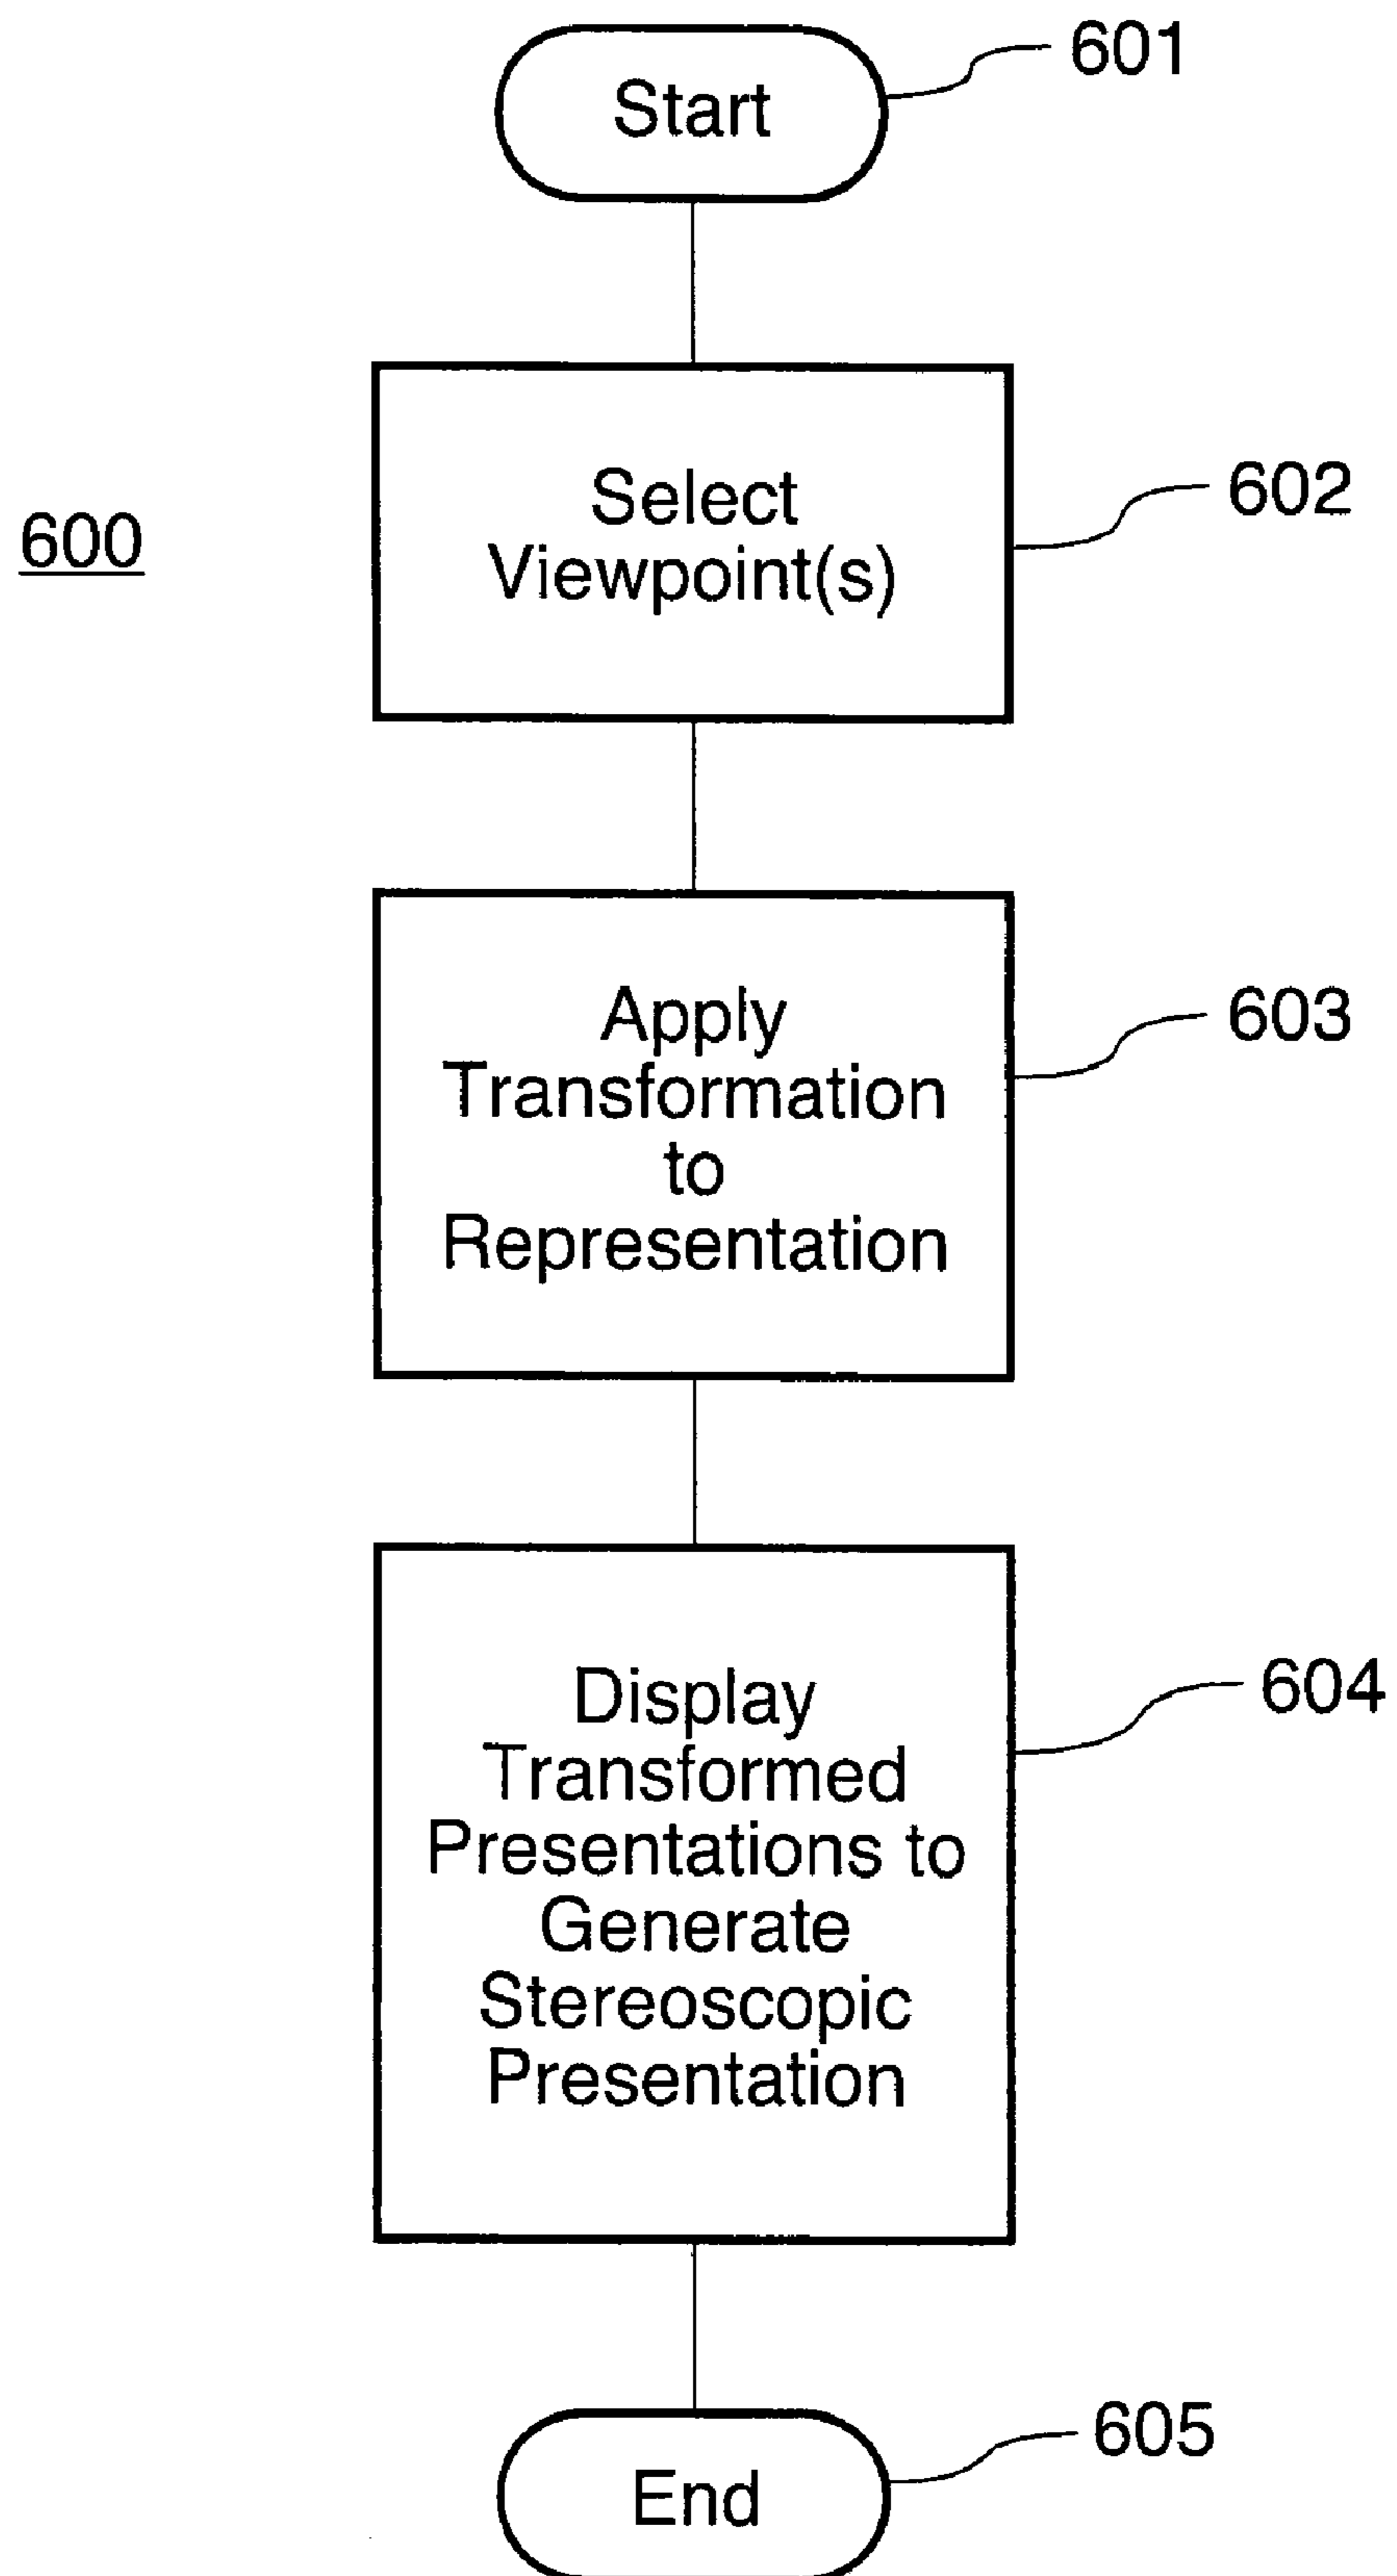 Start
601
600
Select
Viewpoint(s)
602
Apply
Transformation
to
Representation
603
Display
Transformed
Presentations to
Generate
Stereoscopic
Presentation
604
End
605